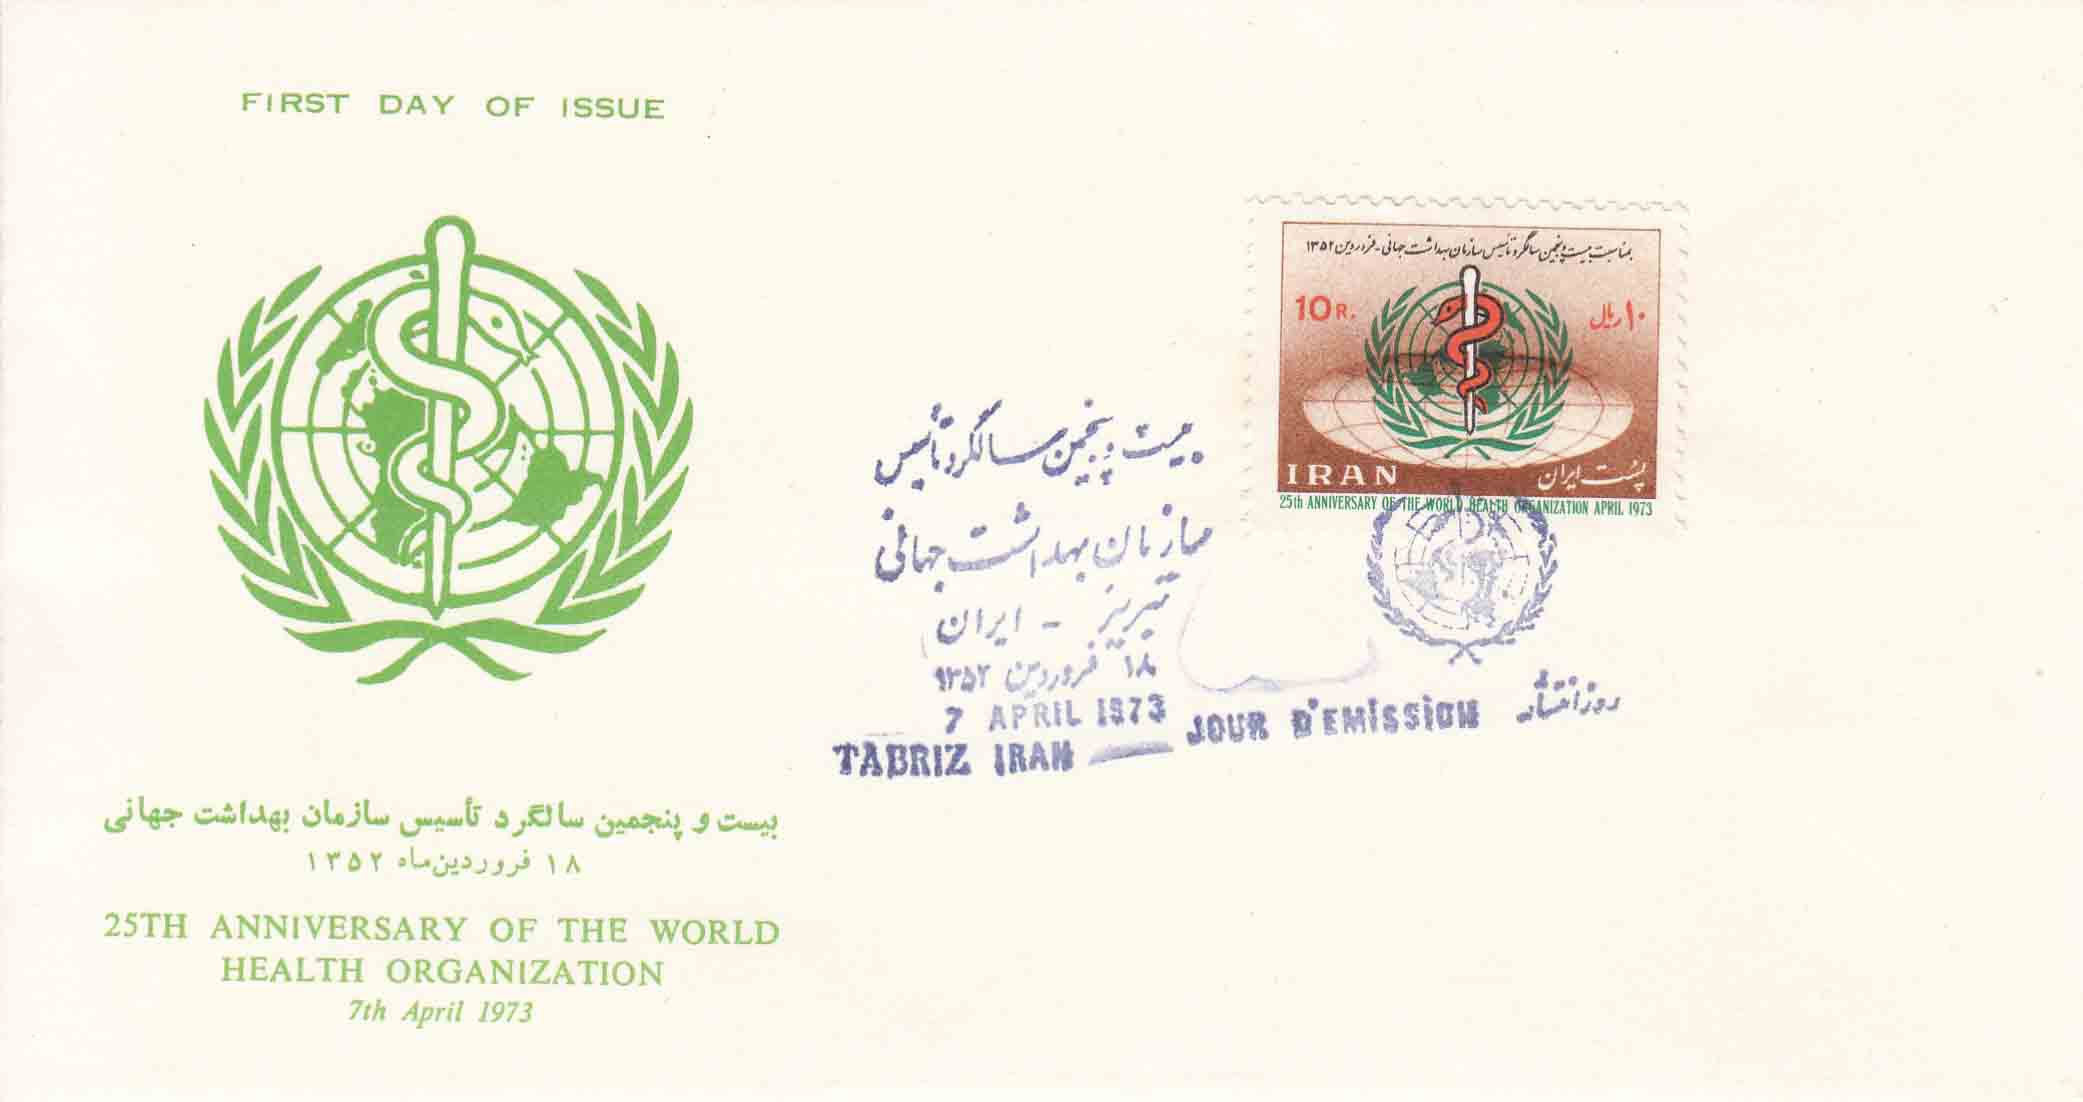 FIRST DAY OF ISSUE
بمناسبت بیست و پنجمین سالگرد تأسیس سازمان بهداشت جهانی - فروردین ۱۳۵۲
10 R.
۱۰ ریال
IRAN
پست ایران
25th ANNIVERSARY OF THE WORLD HEALTH ORGANIZATION APRIL 1973
بیست و پنجمین سالگرد تأسیس
سازمان بهداشت جهانی
تبریز - ایران
۱۸ فروردین ۱۳۵۲
7 APRIL 1973
TABRIZ IRAN — JOUR D'EMISSION روز انتشار
بیست و پنجمین سالگرد تأسیس سازمان بهداشت جهانی
۱۸ فروردین‌ماه ۱۳۵۲
25TH ANNIVERSARY OF THE WORLD
HEALTH ORGANIZATION
7th April 1973